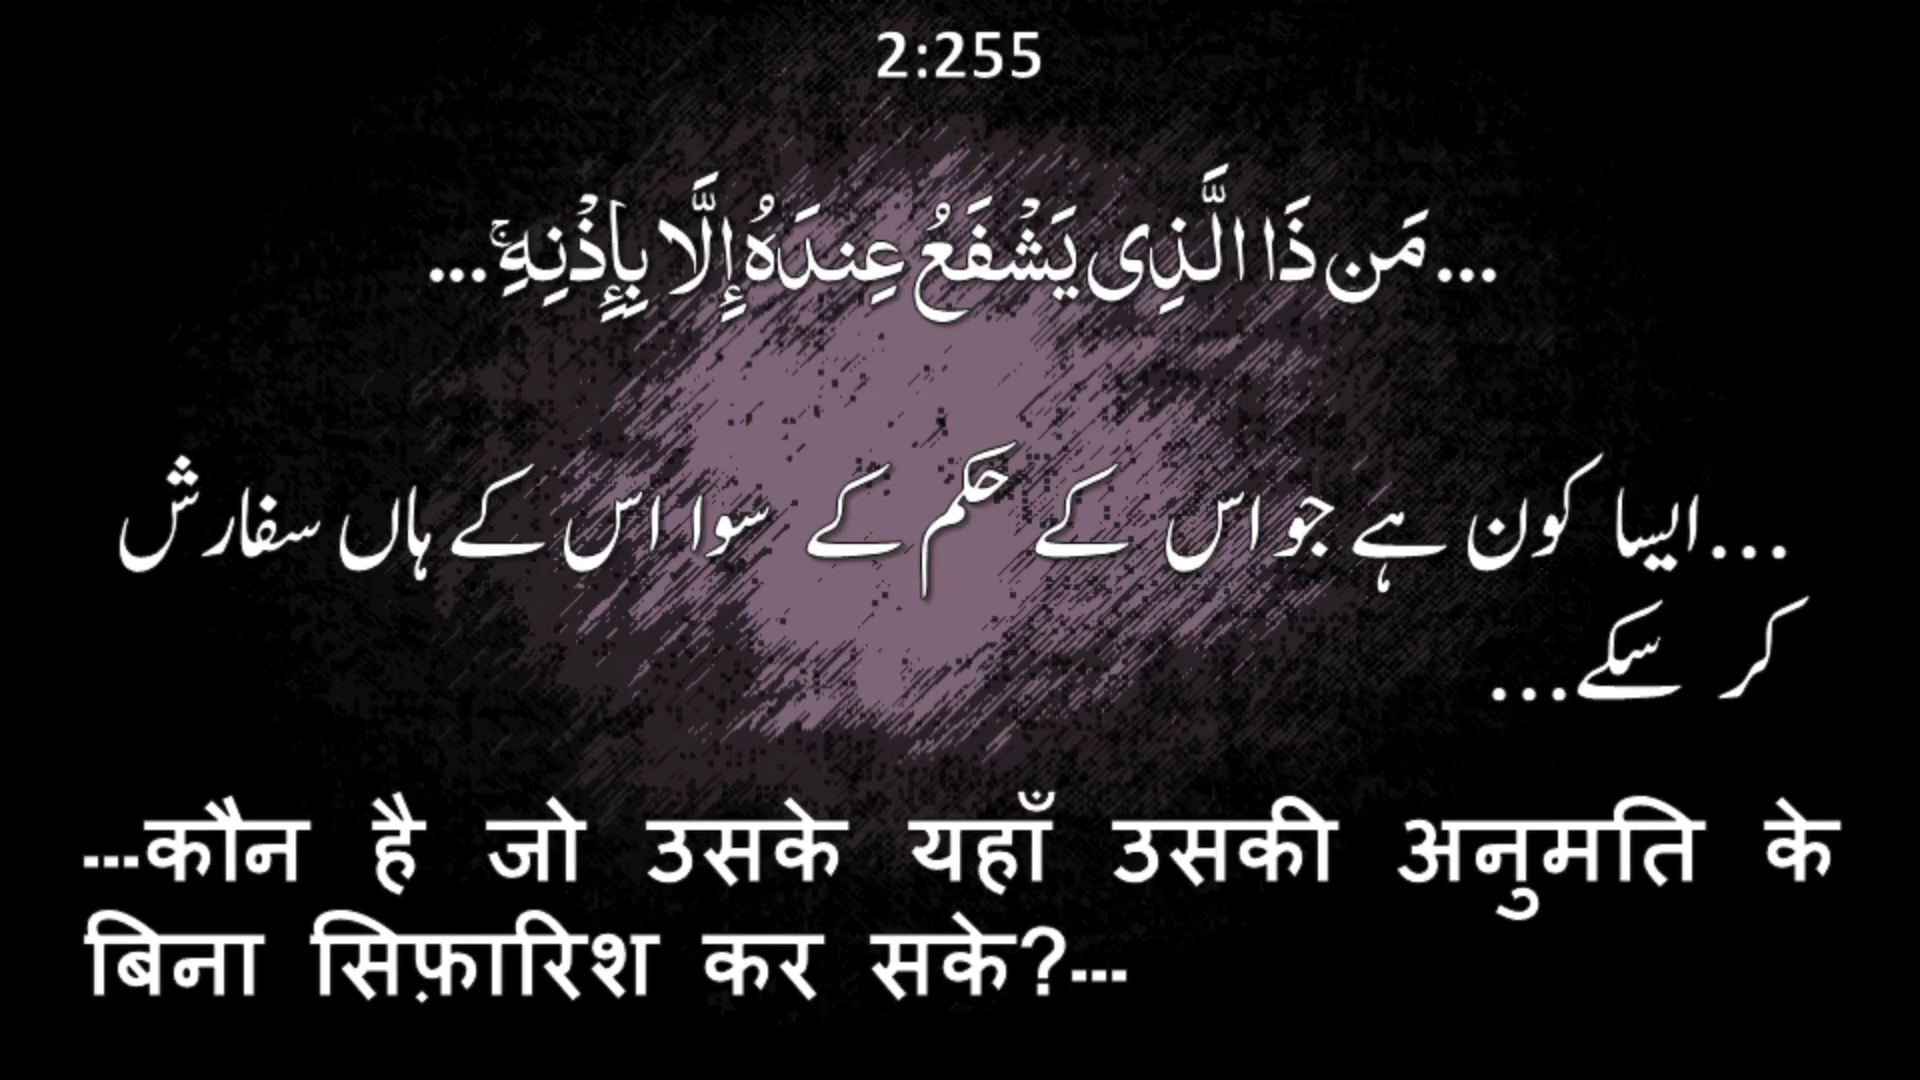 2:255
...مَن ذَا الَّذِى يَشْفَعُ عِندَهُۥٓ إِلَّا بِإِذْنِهِۦ ۚ...
...ایسا کون ہے جو اس کے حکم کے سوا اس کے ہاں سفارش
کر سکے...
...कौन है जो उसके यहाँ उसकी अनुमति के
बिना सिफ़ारिश कर सके?...